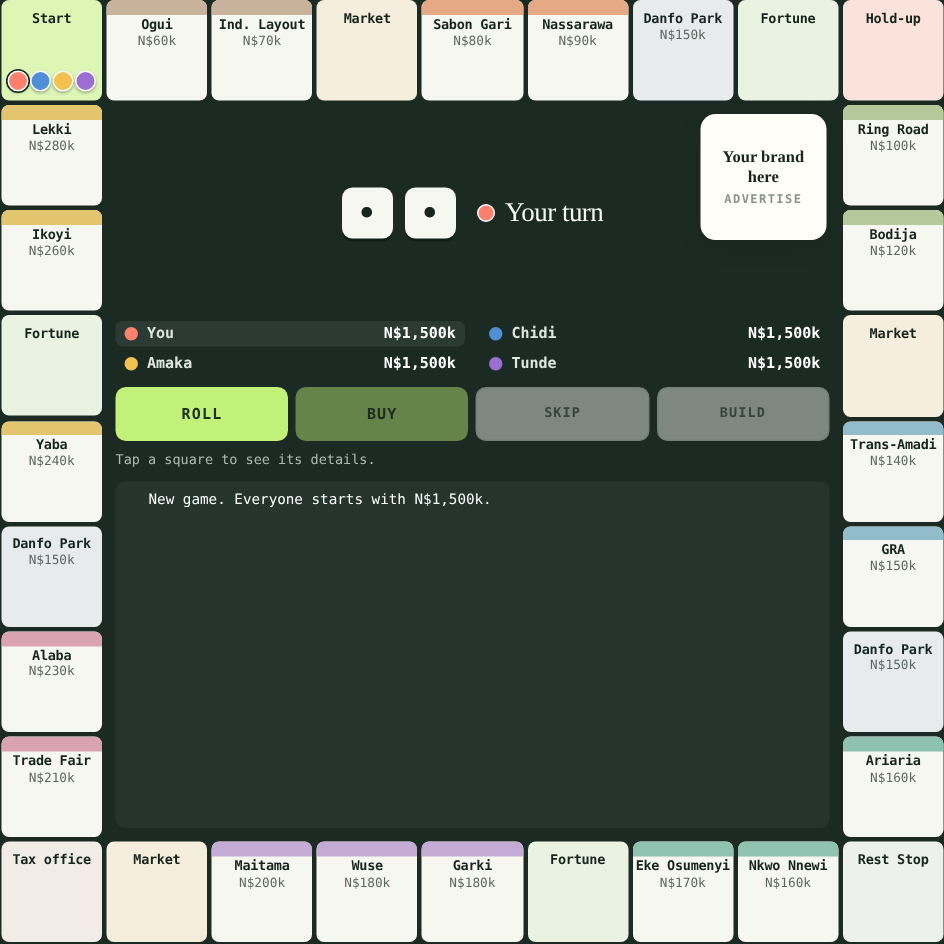 Start
Ogui
N$60k
Ind. Layout
N$70k
Market
Sabon Gari
N$80k
Nassarawa
N$90k
Danfo Park
N$150k
Fortune
Hold-up
Lekki
N$280k
Ring Road
N$100k
Your brand
here
ADVERTISE
Your turn
Ikoyi
N$260k
Bodija
N$120k
Fortune
Market
You N$1,500k
Chidi N$1,500k
Amaka N$1,500k
Tunde N$1,500k
ROLL
BUY
SKIP
BUILD
Yaba
N$240k
Trans-Amadi
N$140k
Tap a square to see its details.
New game. Everyone starts with N$1,500k.
Danfo Park
N$150k
GRA
N$150k
Alaba
N$230k
Danfo Park
N$150k
Trade Fair
N$210k
Ariaria
N$160k
Tax office
Market
Maitama
N$200k
Wuse
N$180k
Garki
N$180k
Fortune
Eke Osumenyi
N$170k
Nkwo Nnewi
N$160k
Rest Stop